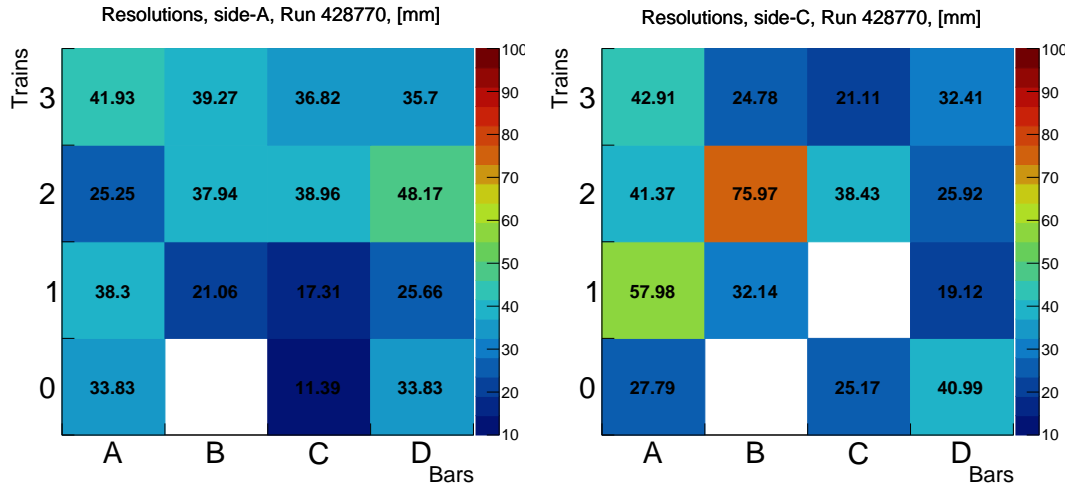 Resolutions, side-A, Run 428770, [mm]
Trains
3 41.93 39.27 36.82 35.7
2 25.25 37.94 38.96 48.17
1 38.3 21.06 17.31 25.66
0 33.83 11.39 33.83
A B C D
Bars
100
90
80
70
60
50
40
30
20
10
Resolutions, side-C, Run 428770, [mm]
Trains
3 42.91 24.78 21.11 32.41
2 41.37 75.97 38.43 25.92
1 57.98 32.14 19.12
0 27.79 25.17 40.99
A B C D
Bars
100
90
80
70
60
50
40
30
20
10